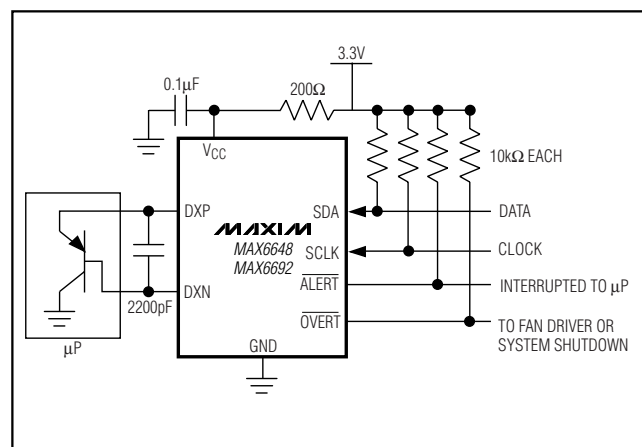 3.3V
0.1μF
200Ω
VCC
10kΩ EACH
DXP
MAXIM
SDA
DATA
MAX6648
MAX6692
SCLK
CLOCK
DXN
ALERT
INTERRUPTED TO μP
2200pF
OVERT
TO FAN DRIVER OR
SYSTEM SHUTDOWN
GND
μP